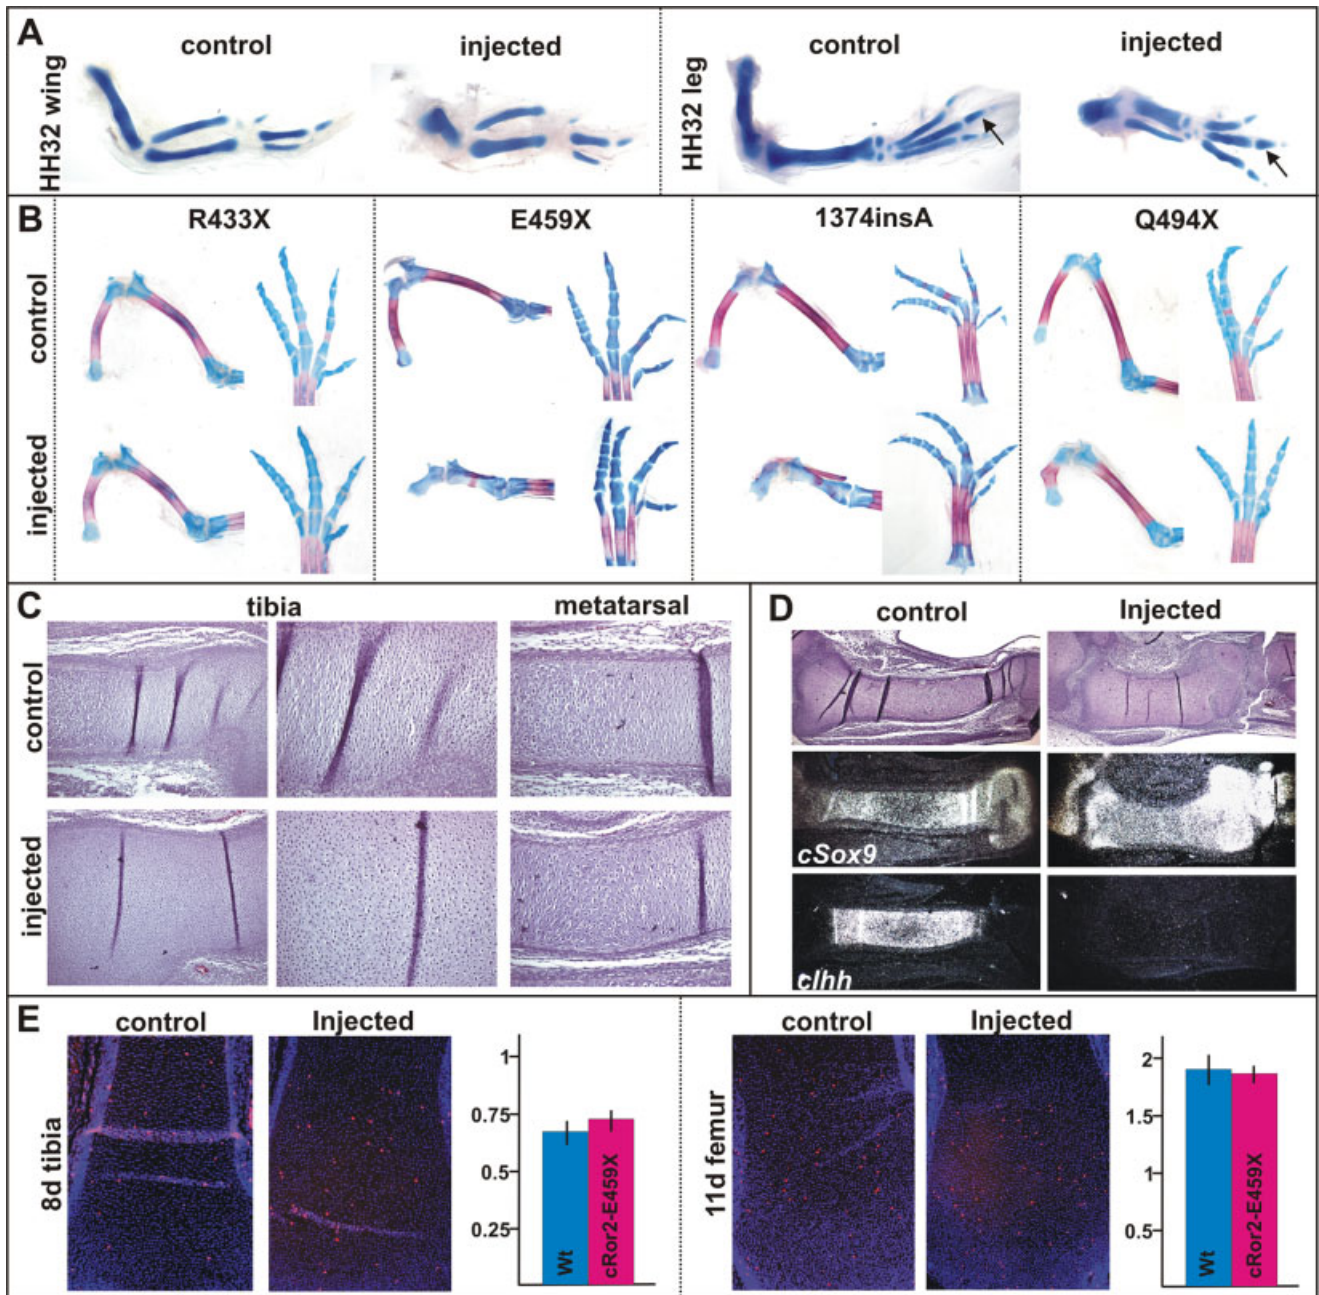 A
control
injected
control
injected
HH32 wing
HH32 leg
B
R433X
E459X
1374insA
Q494X
control
injected
C
tibia
metatarsal
control
injected
D
control
Injected
cSox9
cIhh
E
control
Injected
8d tibia
1
0.75
0.5
0.25
Wt
cRor2-E459X
control
Injected
11d femur
2
1.5
1
0.5
Wt
cRor2-E459X